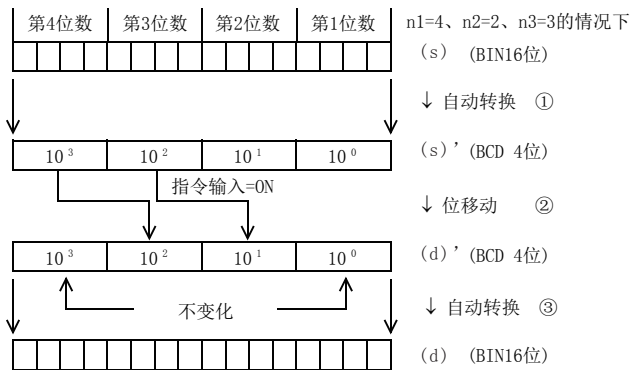 第4位数 第3位数 第2位数 第1位数 n1=4、n2=2、n3=3的情况下
(s) (BIN16位)
↓自动转换 ①
10³ 10² 10¹ 10⁰ (s)’(BCD 4位)
指令输入=ON
↓位移动 ②
10³ 10² 10¹ 10⁰ (d)’(BCD 4位)
不变化 ↓自动转换 ③
(d) (BIN16位)